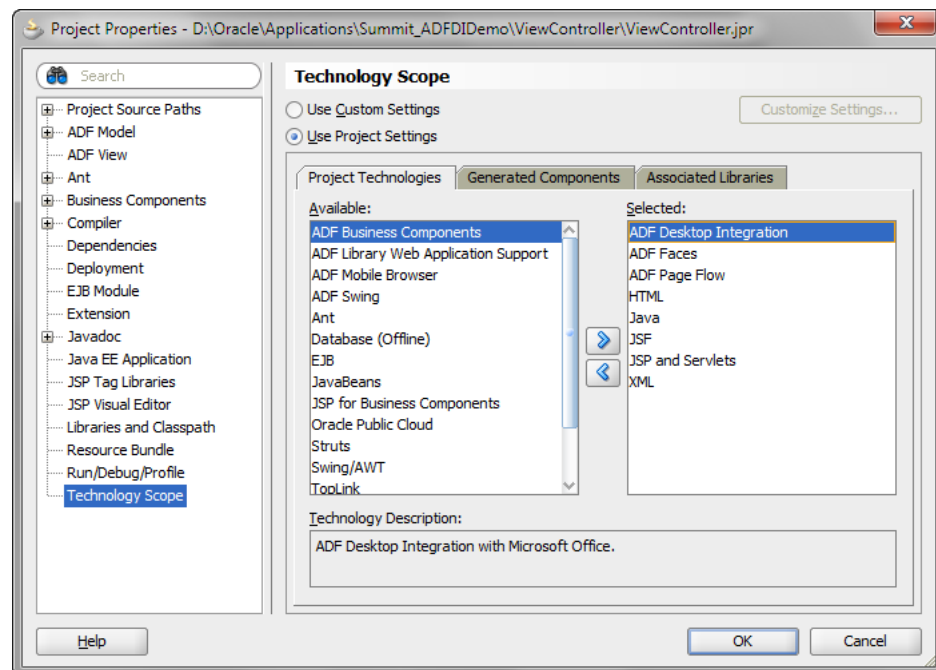 Project Properties - D:\Oracle\Applications\Summit_ADFDIDemo\ViewController\ViewController.jpr
Search
Project Source Paths
ADF Model
ADF View
Ant
Business Components
Compiler
Dependencies
Deployment
EJB Module
Extension
Javadoc
Java EE Application
JSP Tag Libraries
JSP Visual Editor
Libraries and Classpath
Resource Bundle
Run/Debug/Profile
Technology Scope
Technology Scope
Use Custom Settings
Customize Settings...
Use Project Settings
Project Technologies
Generated Components
Associated Libraries
Available:
ADF Business Components
ADF Library Web Application Support
ADF Mobile Browser
ADF Swing
Ant
Database (Offline)
EJB
JavaBeans
JSP for Business Components
Oracle Public Cloud
Struts
Swing/AWT
TopLink
Selected:
ADF Desktop Integration
ADF Faces
ADF Page Flow
HTML
Java
JSF
JSP and Servlets
XML
Technology Description:
ADF Desktop Integration with Microsoft Office.
Help
OK
Cancel